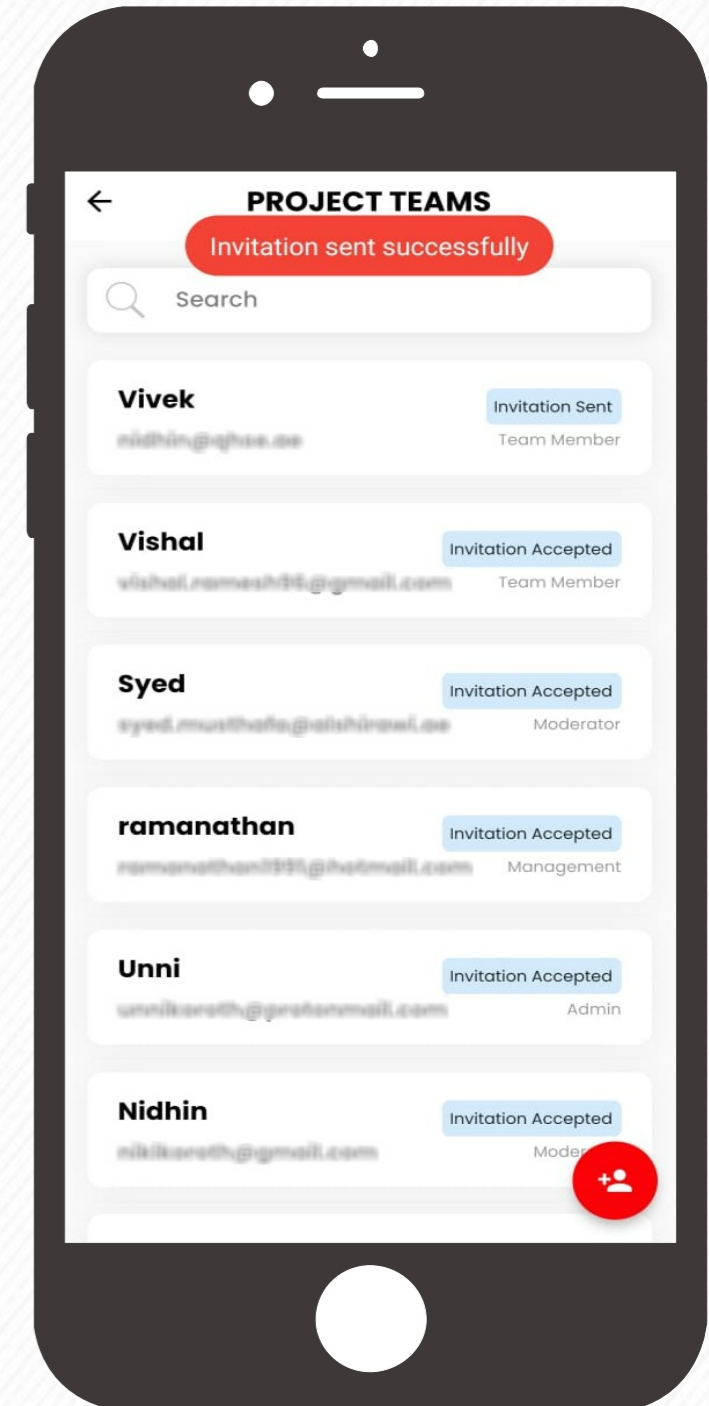 PROJECT TEAMS
Invitation sent successfully
Search
Vivek
Invitation Sent
Team Member
Vishal
Invitation Accepted
Team Member
Syed
Invitation Accepted
Moderator
ramanathan
Invitation Accepted
Management
Unni
Invitation Accepted
Admin
Nidhin
Invitation Accepted